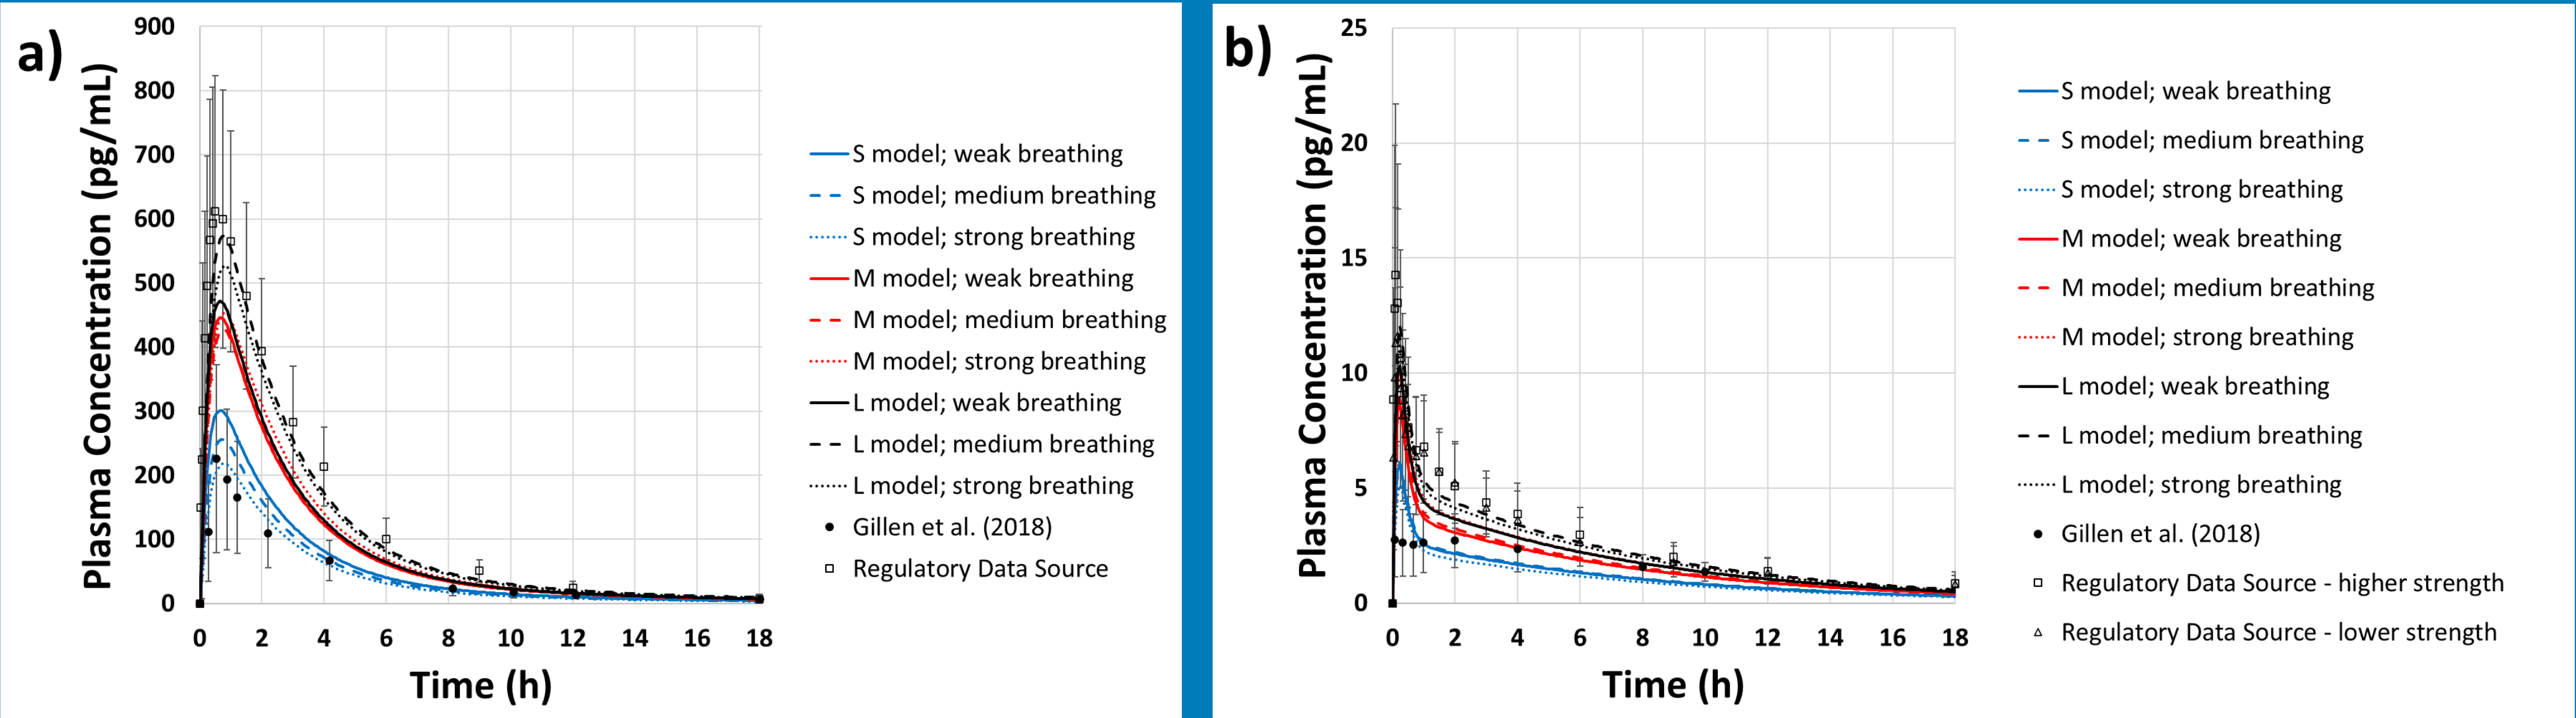 a)
Plasma Concentration (pg/mL)
900
800
700
600
500
400
300
200
100
0
0 2 4 6 8 10 12 14 16 18
Time (h)
S model; weak breathing
S model; medium breathing
S model; strong breathing
M model; weak breathing
M model; medium breathing
M model; strong breathing
L model; weak breathing
L model; medium breathing
L model; strong breathing
Gillen et al. (2018)
Regulatory Data Source
b)
Plasma Concentration (pg/mL)
25
20
15
10
5
0
0 2 4 6 8 10 12 14 16 18
Time (h)
S model; weak breathing
S model; medium breathing
S model; strong breathing
M model; weak breathing
M model; medium breathing
M model; strong breathing
L model; weak breathing
L model; medium breathing
L model; strong breathing
Gillen et al. (2018)
Regulatory Data Source - higher strength
Regulatory Data Source - lower strength